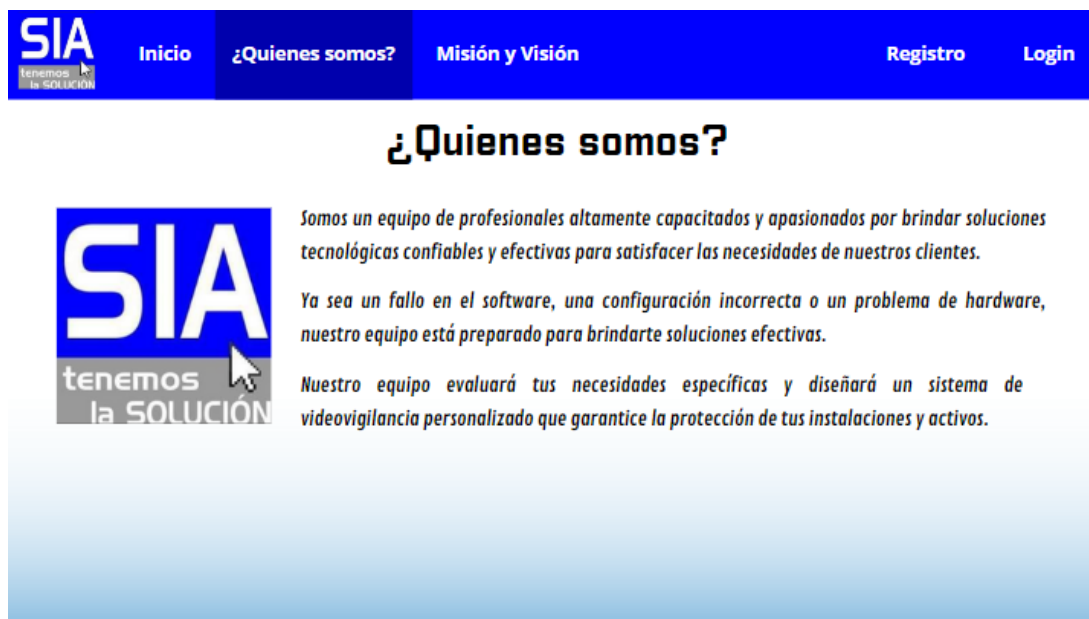 SIA
tenemos
la SOLUCIÓN
Inicio
¿Quienes somos?
Misión y Visión
Registro
Login
¿Quienes somos?
SIA
tenemos
la SOLUCIÓN
Somos un equipo de profesionales altamente capacitados y apasionados por brindar soluciones
tecnológicas confiables y efectivas para satisfacer las necesidades de nuestros clientes.
Ya sea un fallo en el software, una configuración incorrecta o un problema de hardware,
nuestro equipo está preparado para brindarte soluciones efectivas.
Nuestro equipo evaluará tus necesidades específicas y diseñará un sistema de
videovigilancia personalizado que garantice la protección de tus instalaciones y activos.